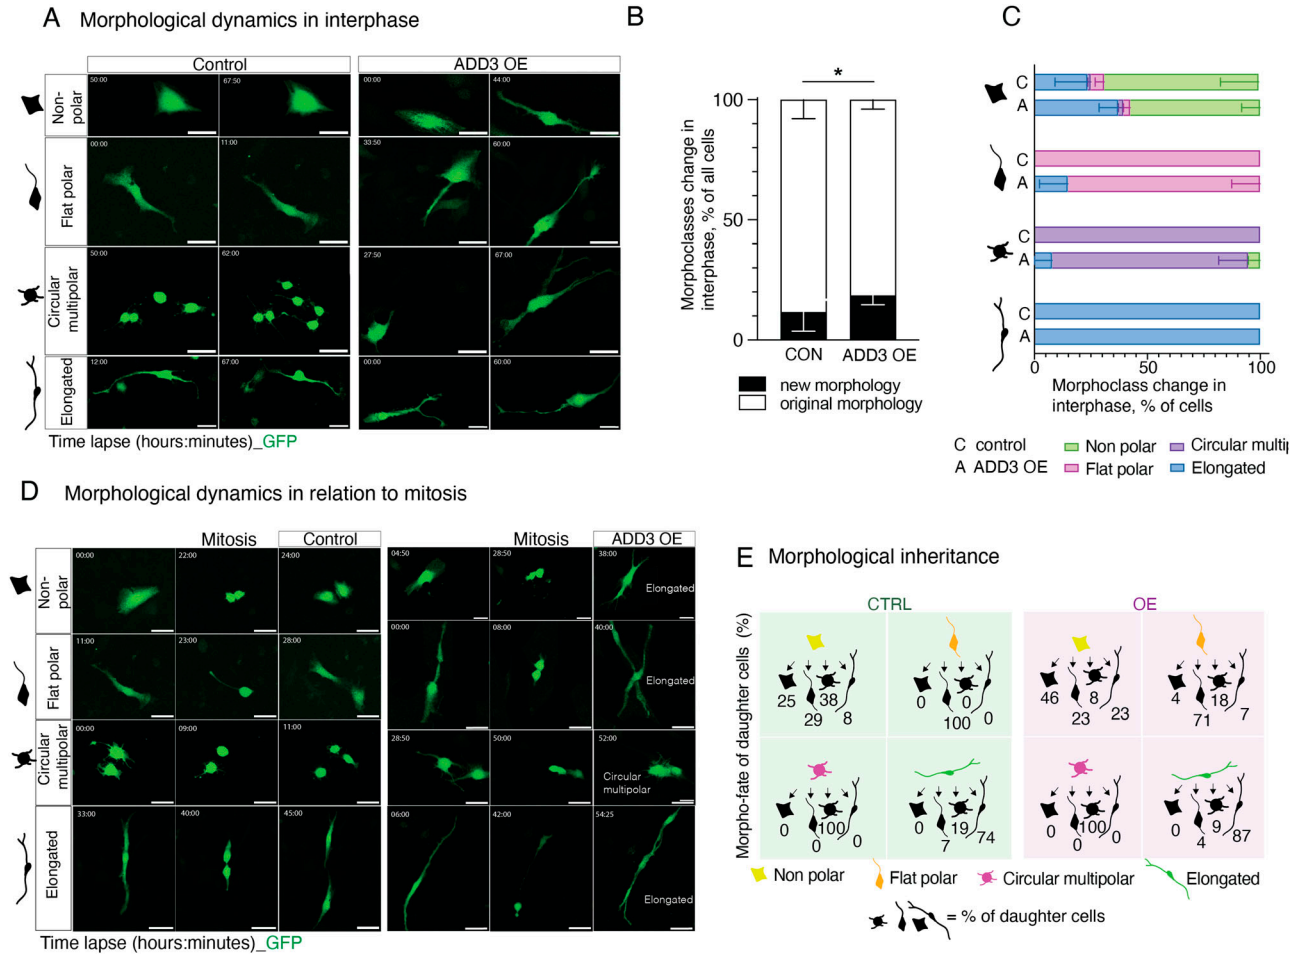 A Morphological dynamics in interphase
Control
ADD3 OE
Non-
polar
50:00
67:50
00:00
44:00
Flat polar
00:00
11:00
33:50
60:00
Circular
multipolar
50:00
62:00
27:50
67:00
Elongated
12:00
67:00
00:00
60:00
Time lapse (hours:minutes)_GFP
B
*
Morphoclasses change in
interphase, % of all cells
100
50
0
CON
ADD3 OE
new morphology
original morphology
C
C
A
C
A
C
A
C
A
0
50
100
Morphoclass change in
interphase, % of cells
C control
A ADD3 OE
Non polar
Flat polar
Circular multi
Elongated
D Morphological dynamics in relation to mitosis
Mitosis
Control
Mitosis
ADD3 OE
Non-
polar
00:00
22:00
24:00
04:50
28:50
38:00
Elongated
Flat polar
11:00
23:00
28:00
00:00
08:00
40:00
Elongated
Circular
multipolar
00:00
09:00
11:00
28:50
50:00
52:00
Circular
multipolar
Elongated
33:00
40:00
45:00
06:00
42:00
54:25
Elongated
Time lapse (hours:minutes)_GFP
E Morphological inheritance
CTRL
OE
Morpho-fate of daughter cells (%)
25
29
38
8
0
100
0
0
46
23
8
23
4
71
18
7
0
0
100
0
0
7
19
74
0
0
100
0
0
4
9
87
Non polar
Flat polar
Circular multipolar
Elongated
= % of daughter cells